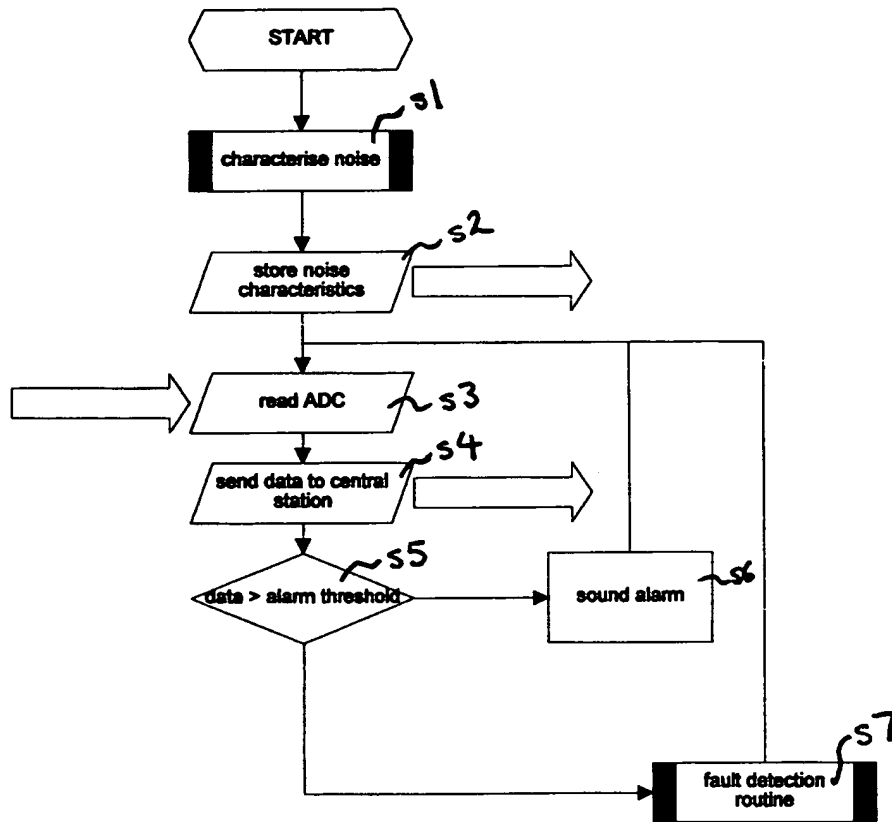 START
s1
characterise noise
s2
store noise
characteristics
read ADC
s3
s4
send data to central
station
s5
data > alarm threshold
sound alarm
s6
s7
fault detection
routine